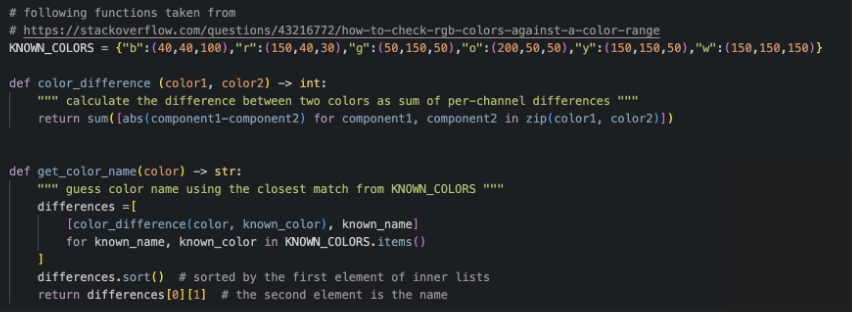 # following functions taken from
# https://stackoverflow.com/questions/43216772/how-to-check-rgb-colors-against-a-color-range
KNOWN_COLORS = {"b":(40,40,100),"r":(150,40,30),"g":(50,150,50),"o":(200,50,50),"y":(150,150,50),"w":(150,150,150)}
def color_difference (color1, color2) -> int:
""" calculate the difference between two colors as sum of per-channel differences """
return sum([abs(component1-component2) for component1, component2 in zip(color1, color2)])
def get_color_name(color) -> str:
""" guess color name using the closest match from KNOWN_COLORS """
differences =[
[color_difference(color, known_color), known_name]
for known_name, known_color in KNOWN_COLORS.items()
]
differences.sort()  # sorted by the first element of inner lists
return differences[0][1]  # the second element is the name